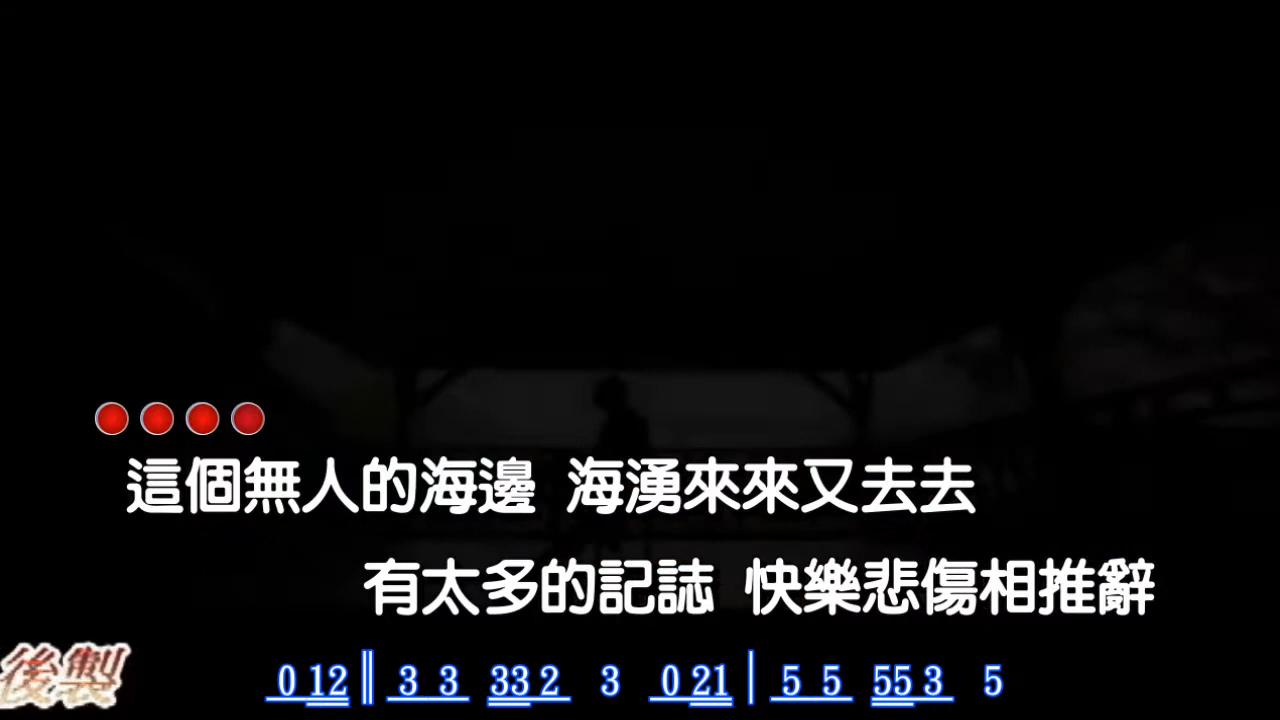 這個無人的海邊 海湧來來又去去
有太多的記誌 快樂悲傷相推辭
後製
0 12 ‖ 3 3 33 2 3 0 21 | 5 5 55 3 5